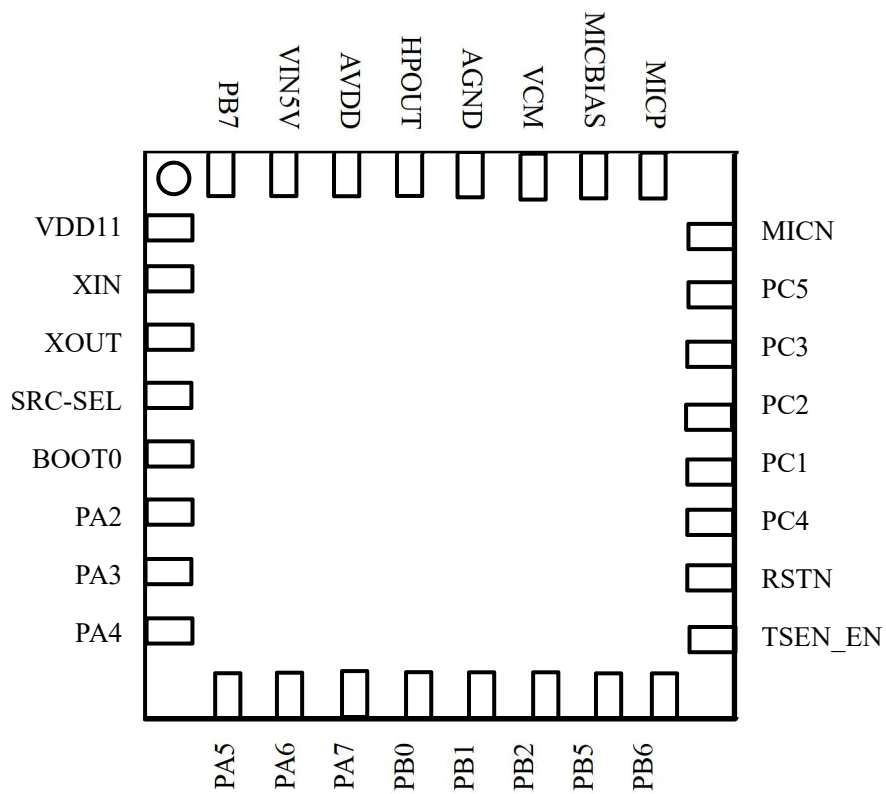 PB7
VIN5V
AVDD
HPOUT
AGND
VCM
MICBIAS
MICP
VDD11
XIN
XOUT
SRC-SEL
BOOT0
PA2
PA3
PA4
MICN
PC5
PC3
PC2
PC1
PC4
RSTN
TSEN_EN
PA5
PA6
PA7
PB0
PB1
PB2
PB5
PB6